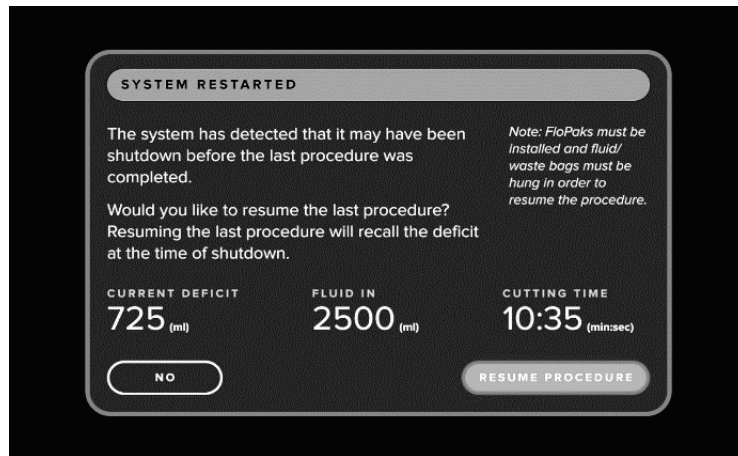 SYSTEM RESTARTED
The system has detected that it may have been
shutdown before the last procedure was
completed.
Note: FloPaks must be
installed and fluid/
waste bags must be
hung in order to
resume the procedure.
Would you like to resume the last procedure?
Resuming the last procedure will recall the deficit
at the time of shutdown.
CURRENT DEFICIT
725 (ml)
FLUID IN
2500 (ml)
CUTTING TIME
10:35 (min:sec)
NO
RESUME PROCEDURE